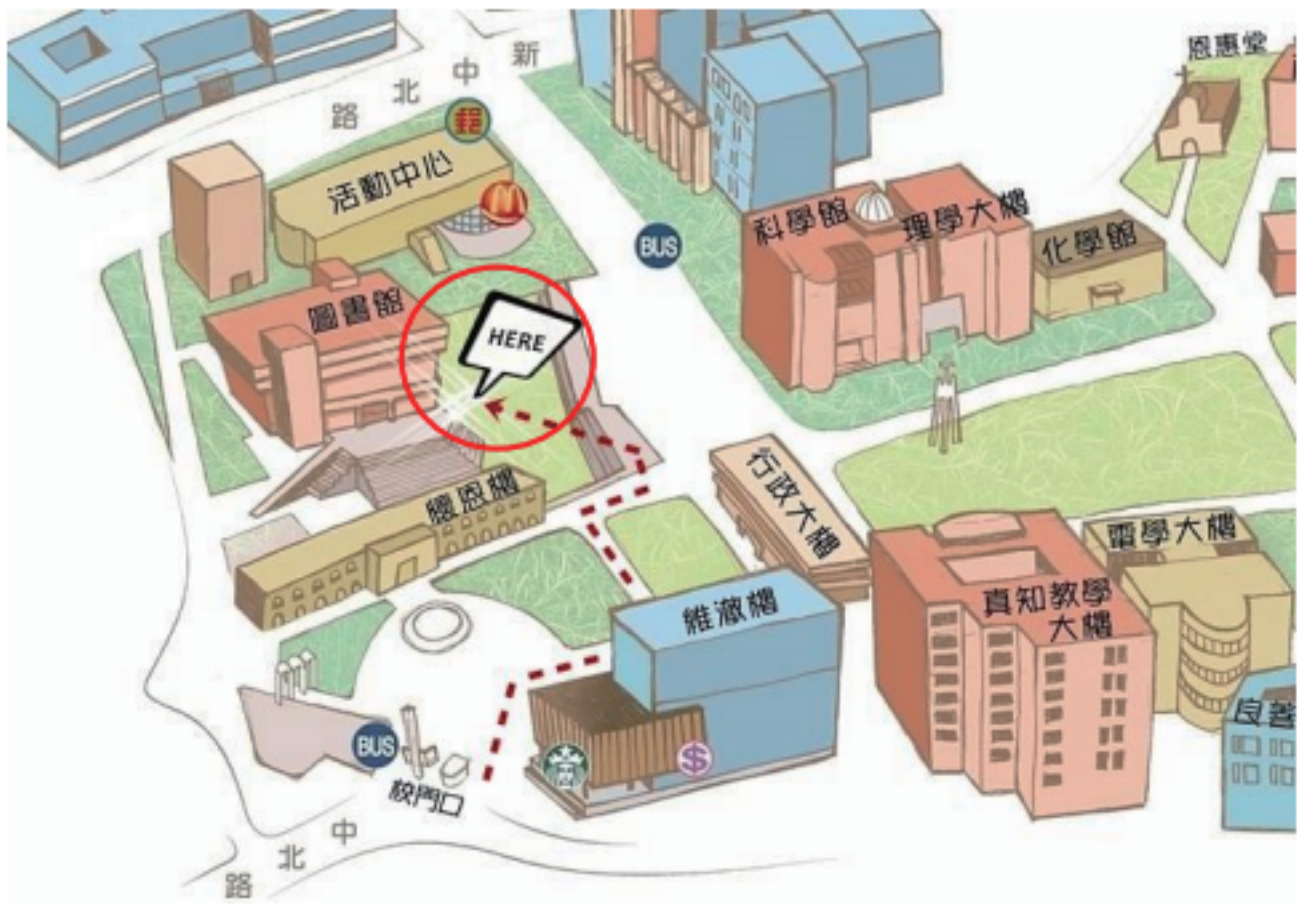 恩惠堂
新
中
北
路
郵
活動中心
BUS
科學館
理學大樓
化學館
圖書館
HERE
懷恩樓
行政大樓
電學大樓
真知教學
大樓
維澈樓
良善
BUS
$
校門口
中
北
路